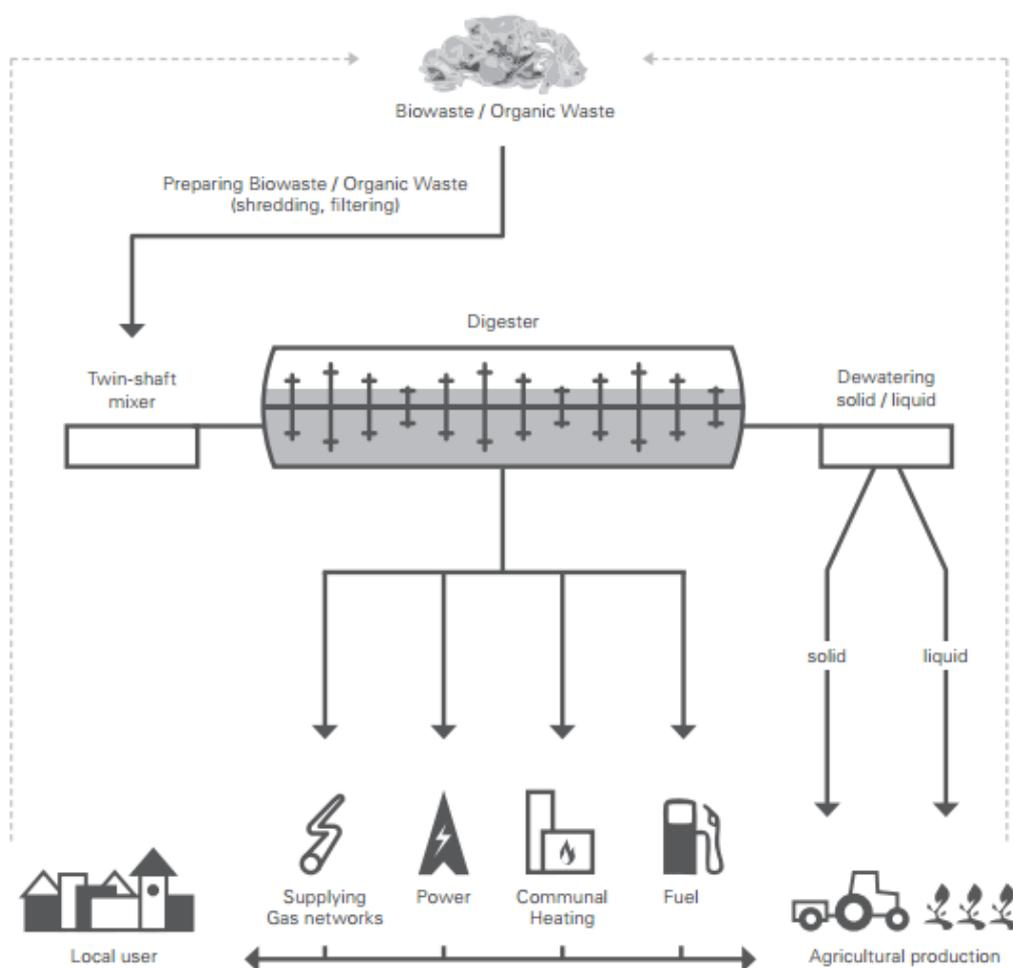 Biowaste / Organic Waste
Preparing Biowaste / Organic Waste
(shredding, filtering)
Digester
Twin-shaft
mixer
Dewatering
solid / liquid
solid
liquid
Supplying
Gas networks
Power
Communal
Heating
Fuel
Local user
Agricultural production